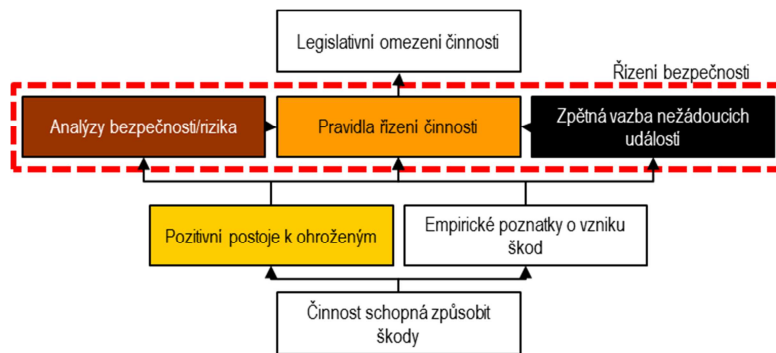 Legislativní omezení činnosti
Řízení bezpečnosti
Analýzy bezpečnosti/rizika
Pravidla řízení činnosti
Zpětná vazba nežádoucích
událostí
Pozitivní postoje k ohroženým
Empirické poznatky o vzniku
škod
Činnost schopná způsobit
škody